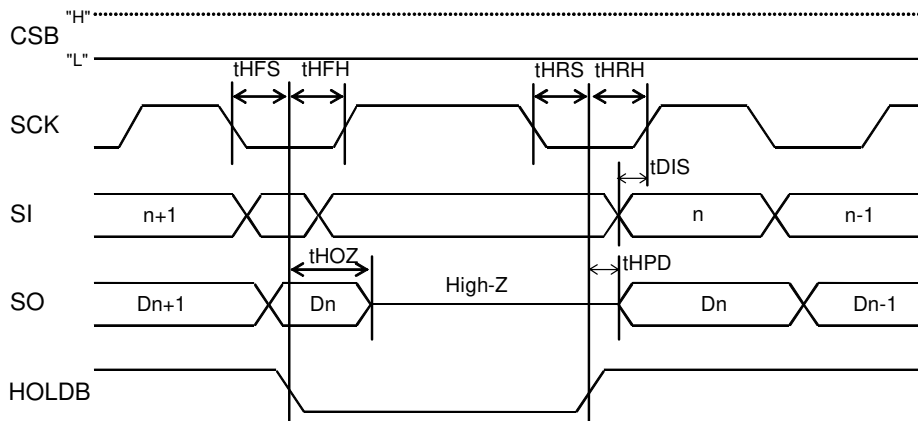 "H"
CSB
"L"
tHFS tHFH tHRS tHRH
SCK
tDIS
SI n+1 n n-1
tHOZ tHPD
High-Z
SO Dn+1 Dn Dn Dn-1
HOLDB